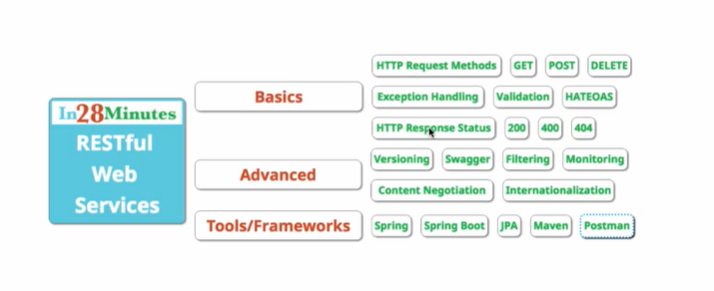 In28Minutes
RESTful
Web
Services
Basics
HTTP Request Methods GET POST DELETE
Exception Handling Validation HATEOAS
HTTP Response Status 200 400 404
Advanced
Versioning Swagger Filtering Monitoring
Content Negotiation Internationalization
Tools/Frameworks
Spring Spring Boot JPA Maven Postman